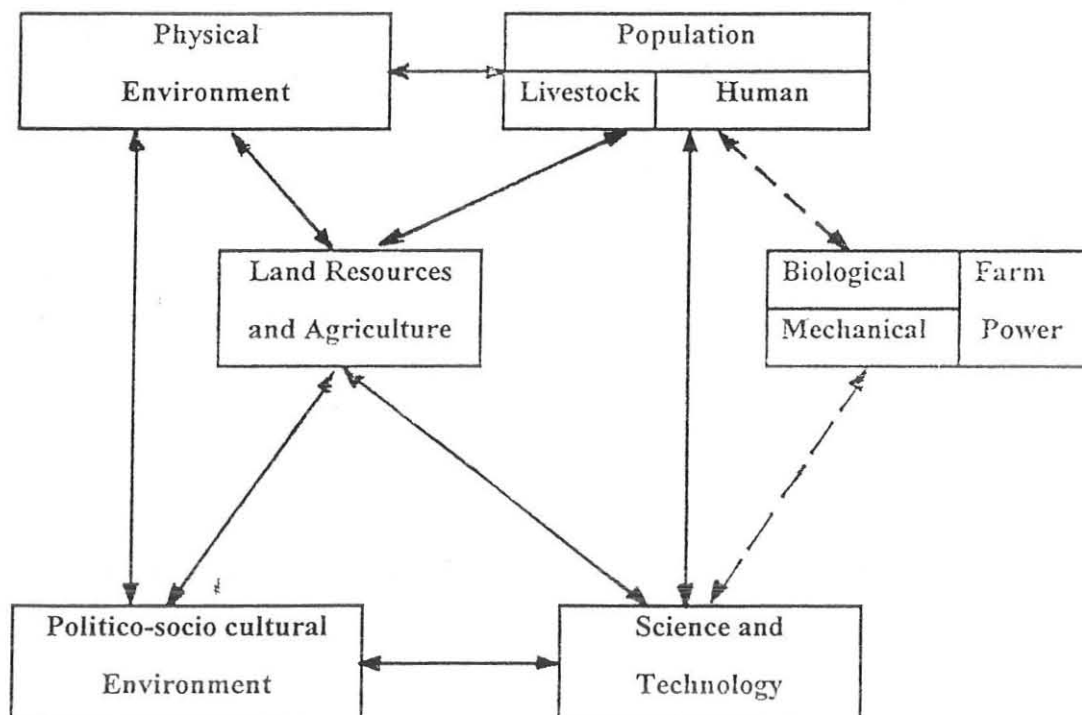 Physical
Environment
Population
Livestock
Human
Land Resources
and Agriculture
Biological
Mechanical
Farm
Power
Politico-socio cultural
Environment
Science and
Technology